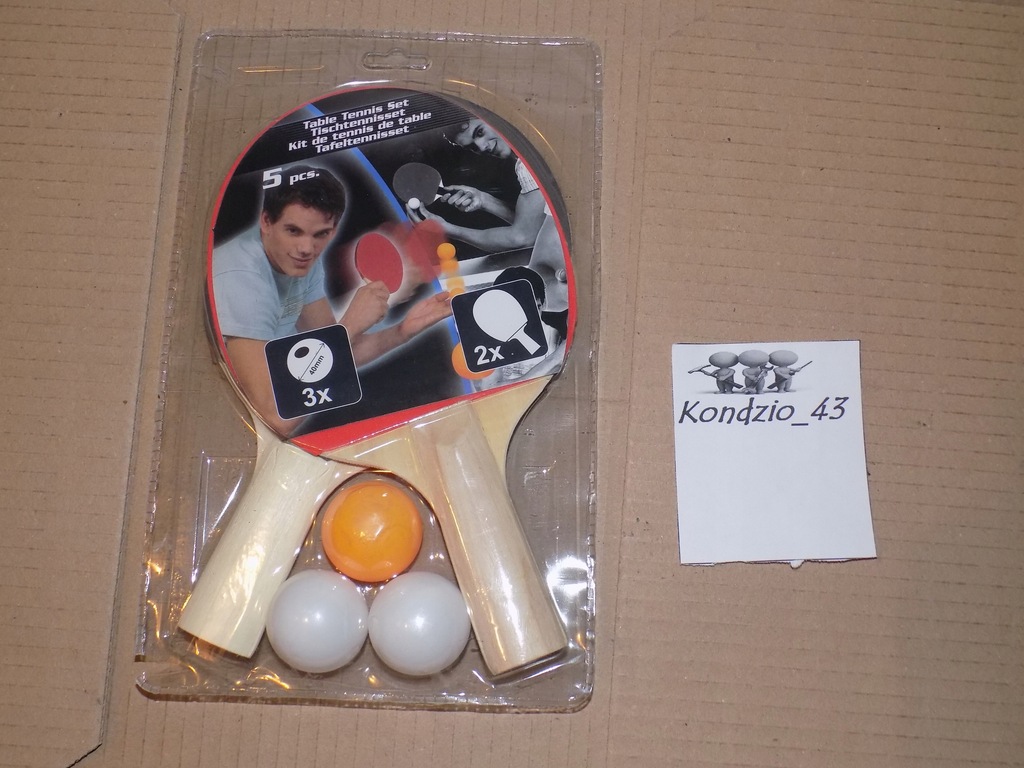 Table Tennis Set
Tischtennisset
Kit de tennis de table
Tafeltennisset
5 pcs.
40mm
3x
2x
Kondzio_43